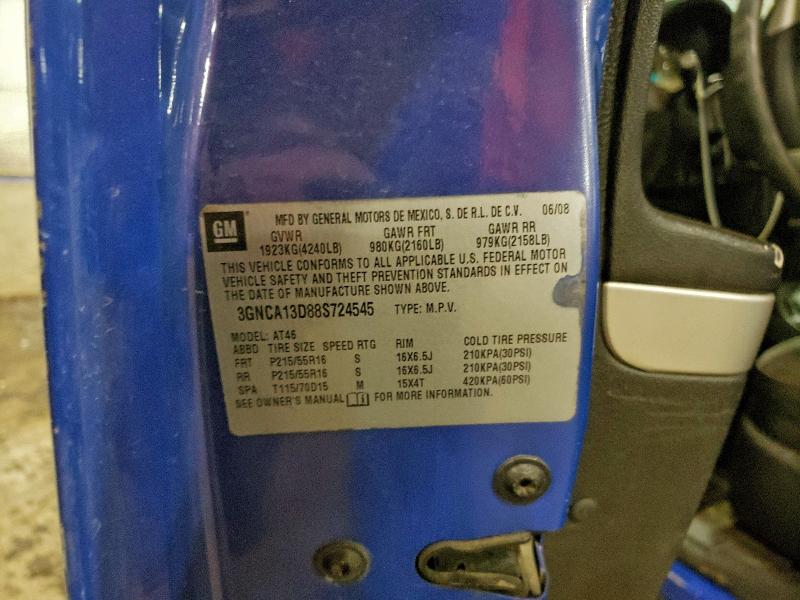 GM
MFD BY GENERAL MOTORS DE MEXICO, S. DE R.L. DE C.V. 06/08
GVWR GAWR FRT GAWR RR
1923KG(4240LB) 980KG(2160LB) 979KG(2158LB)
THIS VEHICLE CONFORMS TO ALL APPLICABLE U.S. FEDERAL MOTOR
VEHICLE SAFETY AND THEFT PREVENTION STANDARDS IN EFFECT ON
THE DATE OF MANUFACTURE SHOWN ABOVE.
3GNCA13D88S724545 TYPE: M.P.V.
MODEL: AT46
ABBD TIRE SIZE SPEED RTG RIM COLD TIRE PRESSURE
FRT P215/55R16 S 16X6.5J 210KPA(30PSI)
RR P215/55R16 S 16X6.5J 210KPA(30PSI)
SPA T115/70D15 M 15X4T 420KPA(60PSI)
SEE OWNER'S MANUAL FOR MORE INFORMATION.